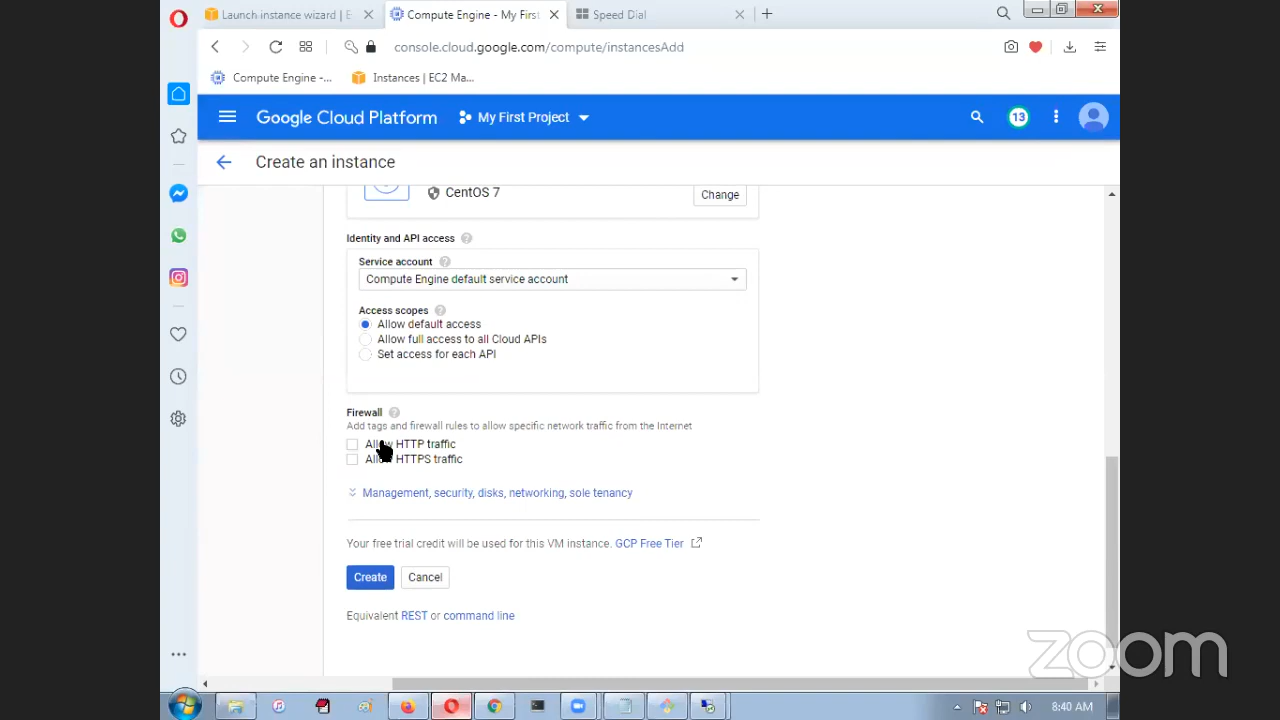 Launch instance wizard | E
Compute Engine - My First
Speed Dial
console.cloud.google.com/compute/instancesAdd
Compute Engine -...
Instances | EC2 Ma...
Google Cloud Platform
My First Project
13
Create an instance
CentOS 7
Change
Identity and API access
Service account
Compute Engine default service account
Access scopes
Allow default access
Allow full access to all Cloud APIs
Set access for each API
Firewall
Add tags and firewall rules to allow specific network traffic from the Internet
Allow HTTP traffic
Allow HTTPS traffic
Management, security, disks, networking, sole tenancy
Your free trial credit will be used for this VM instance. GCP Free Tier
Create
Cancel
Equivalent REST or command line
zoom
8:40 AM